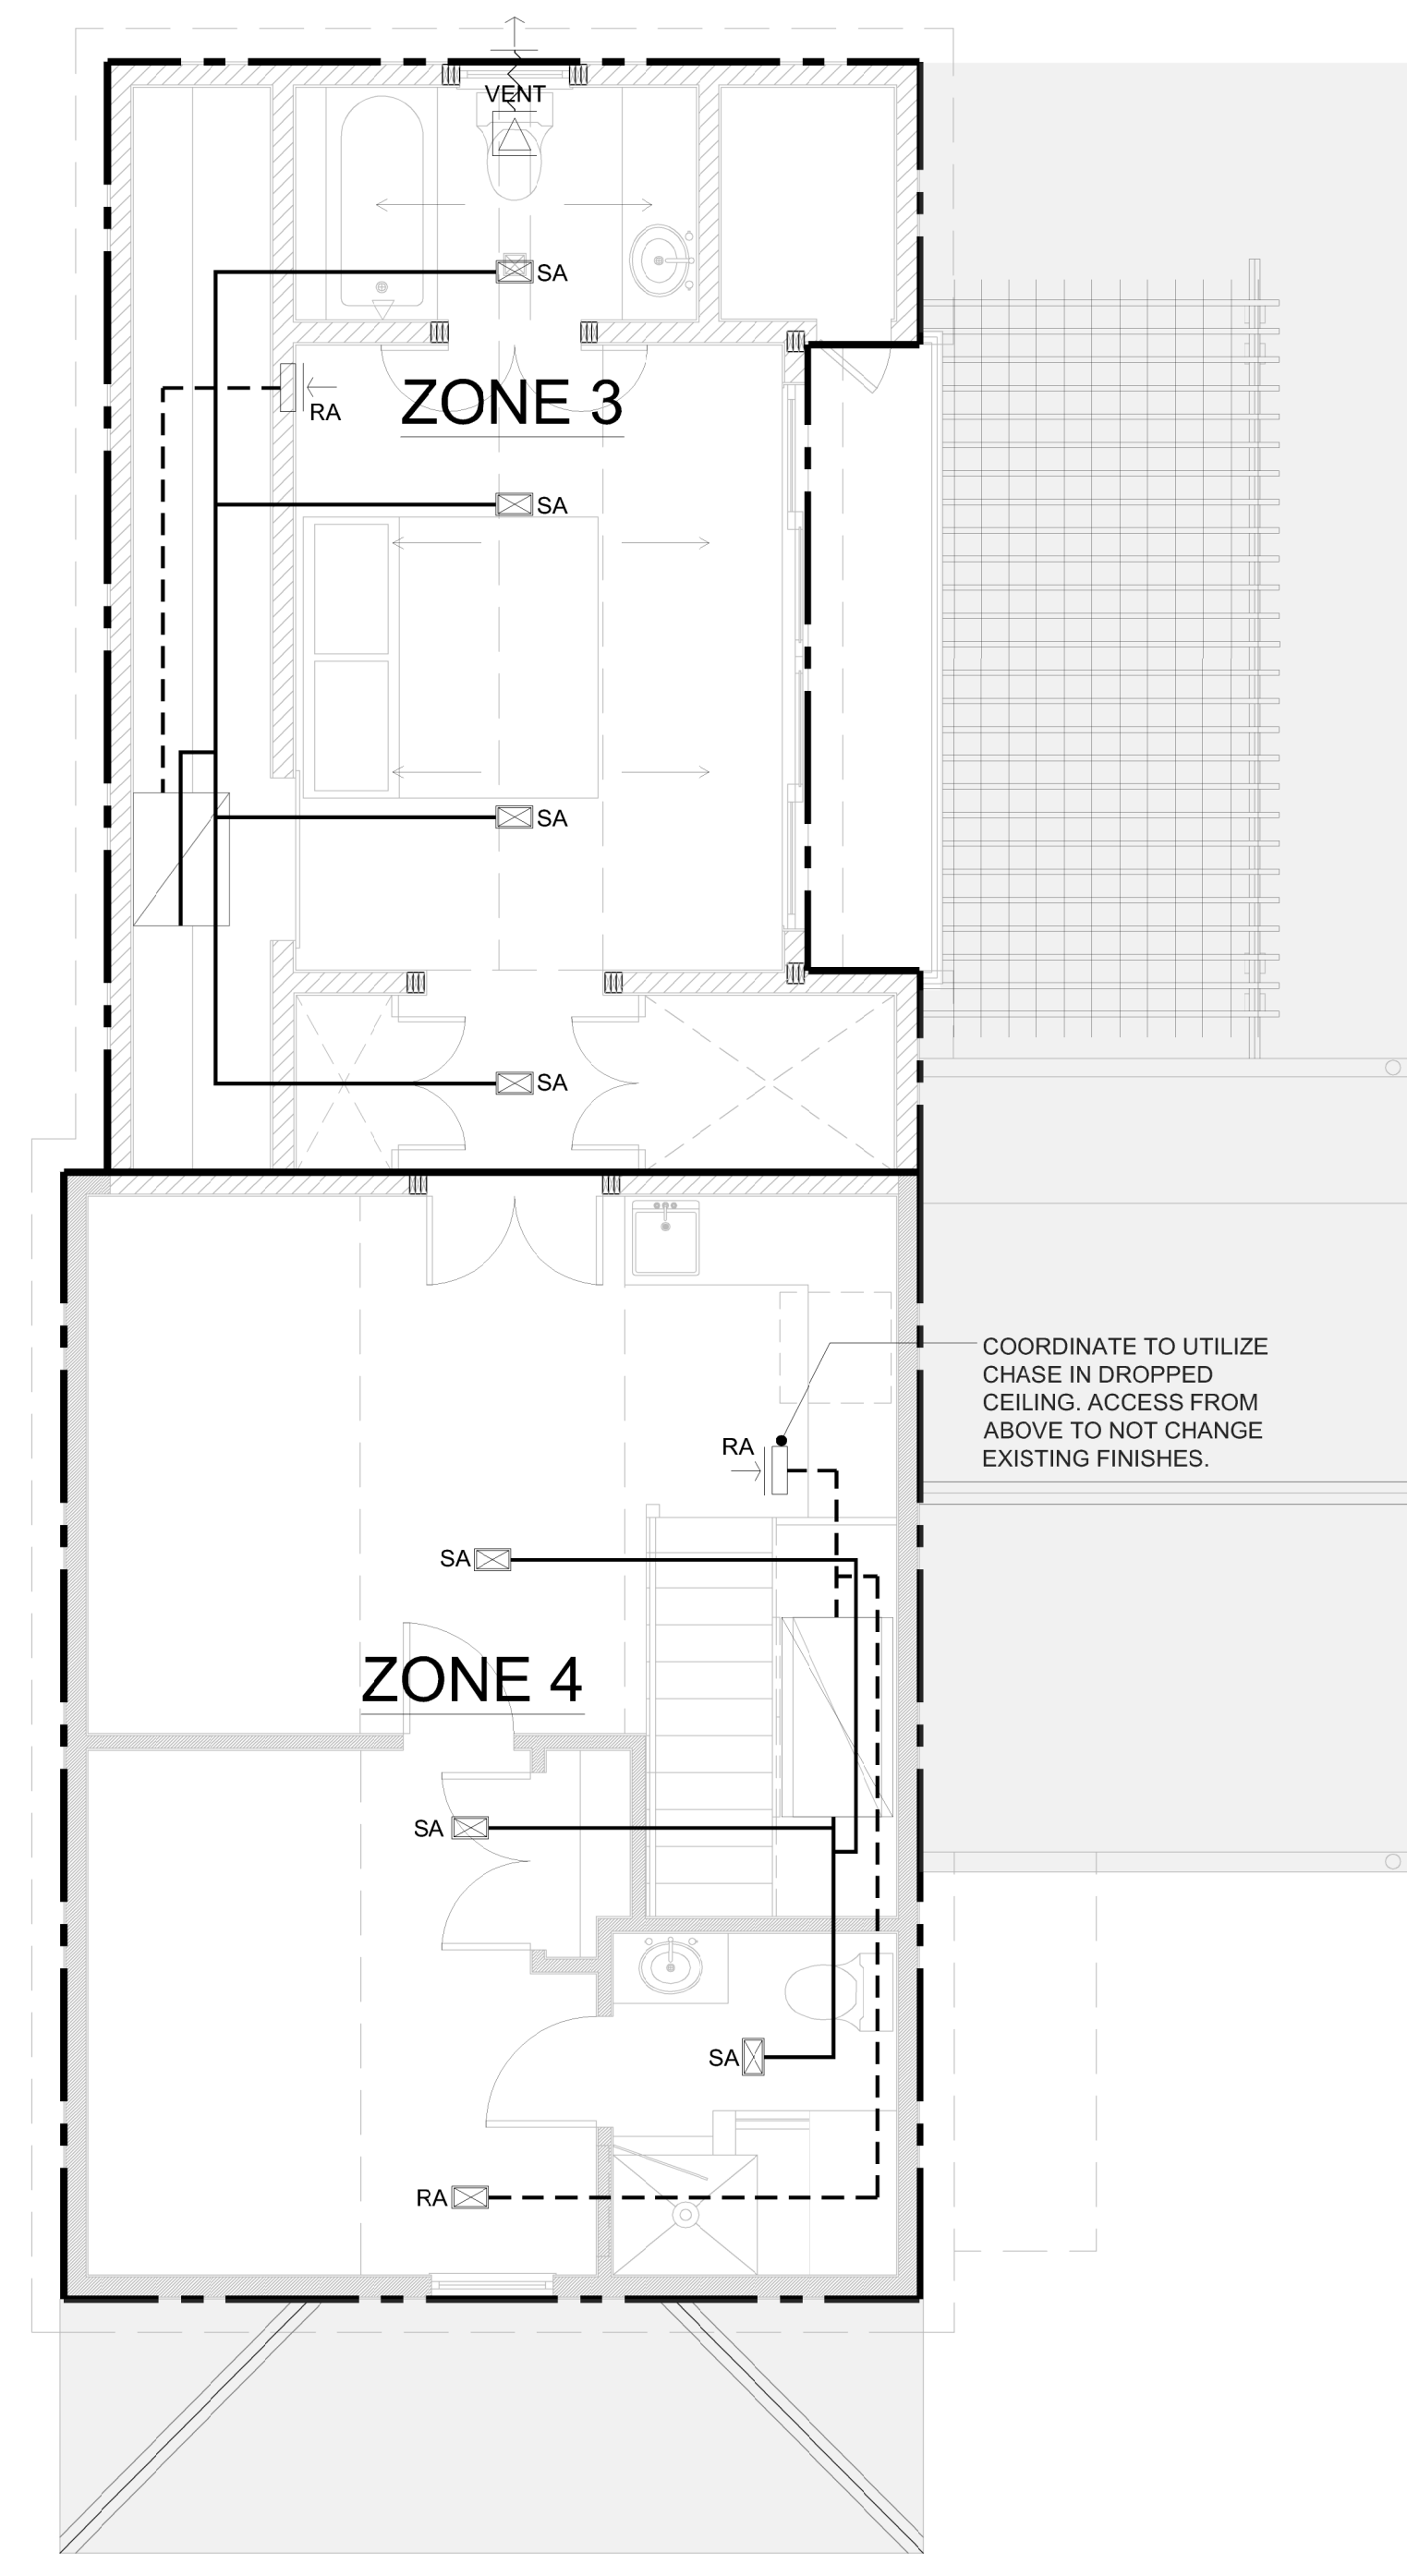 VENT
SA
RA
ZONE 3
SA
SA
SA
COORDINATE TO UTILIZE
CHASE IN DROPPED
CEILING. ACCESS FROM
ABOVE TO NOT CHANGE
EXISTING FINISHES.
RA
SA
ZONE 4
SA
SA
RA